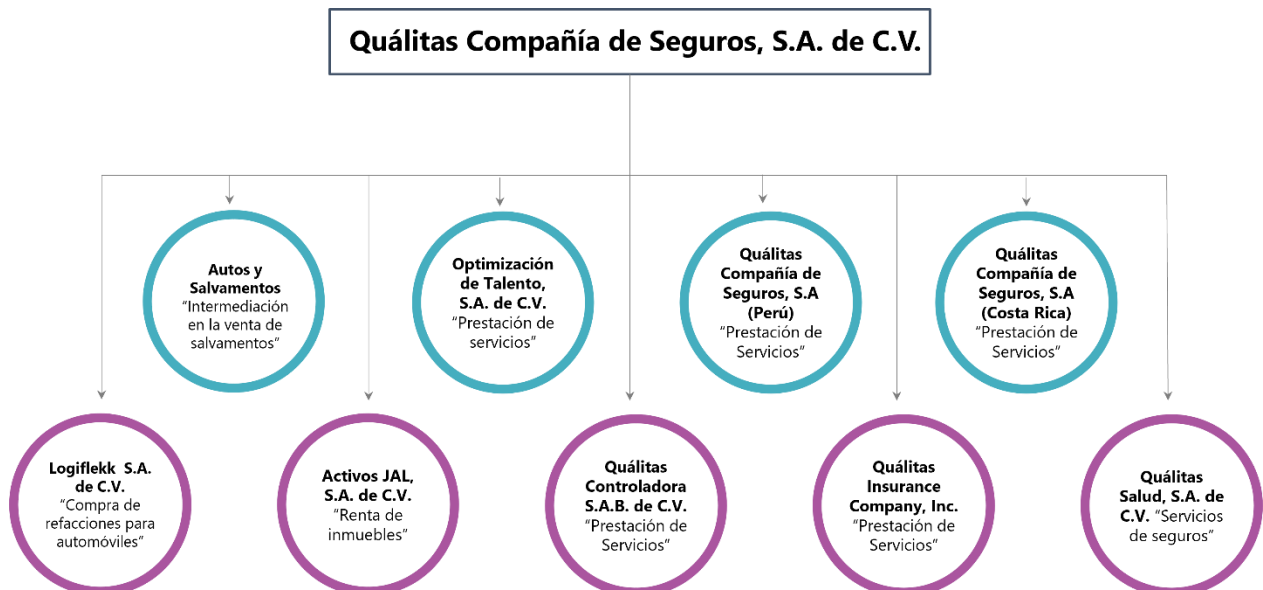 Quálitas Compañía de Seguros, S.A. de C.V.
Autos y
Salvamentos
“Intermediación
en la venta de
salvamentos”
Optimización
de Talento,
S.A. de C.V.
“Prestación de
servicios”
Quálitas
Compañía de
Seguros, S.A
(Perú)
“Prestación de
Servicios”
Quálitas
Compañía de
Seguros, S.A
(Costa Rica)
“Prestación de
Servicios”
Logiflekk S.A.
de C.V.
“Compra de
refacciones para
automóviles”
Activos JAL,
S.A. de C.V.
“Renta de
inmuebles”
Quálitas
Controladora
S.A.B. de C.V.
“Prestación de
Servicios”
Quálitas
Insurance
Company, Inc.
“Prestación de
Servicios”
Quálitas
Salud, S.A. de
C.V. “Servicios
de seguros”